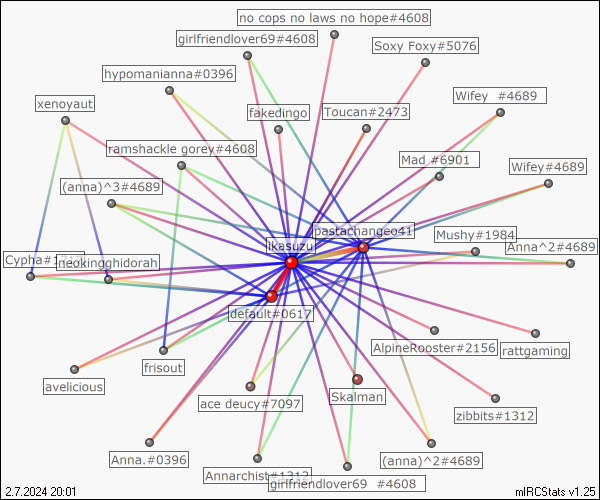 no cops no laws no hope#4608
girlfriendlover69#4608
Soxy Foxy#5076
hypomanianna#0396
Wifey #4689
xenoyaut
fakedingo
Toucan#2473
ramshackle gorey#4608
Mad #6901
Wifey#4689
(anna)^3#4689
pastachangeo41
Mushy#1984
ikasuzu
Anna^2#4689
Cypha#1
neokingghidorah
default#0617
AlpineRooster#2156
rattgaming
frisout
avelicious
Skalman
ace deucy#7097
zibbits#1312
Anna.#0396
(anna)^2#4689
Annarchist#1312
girlfriendlover69 #4608
2.7.2024 20:01
mIRCStats v1.25